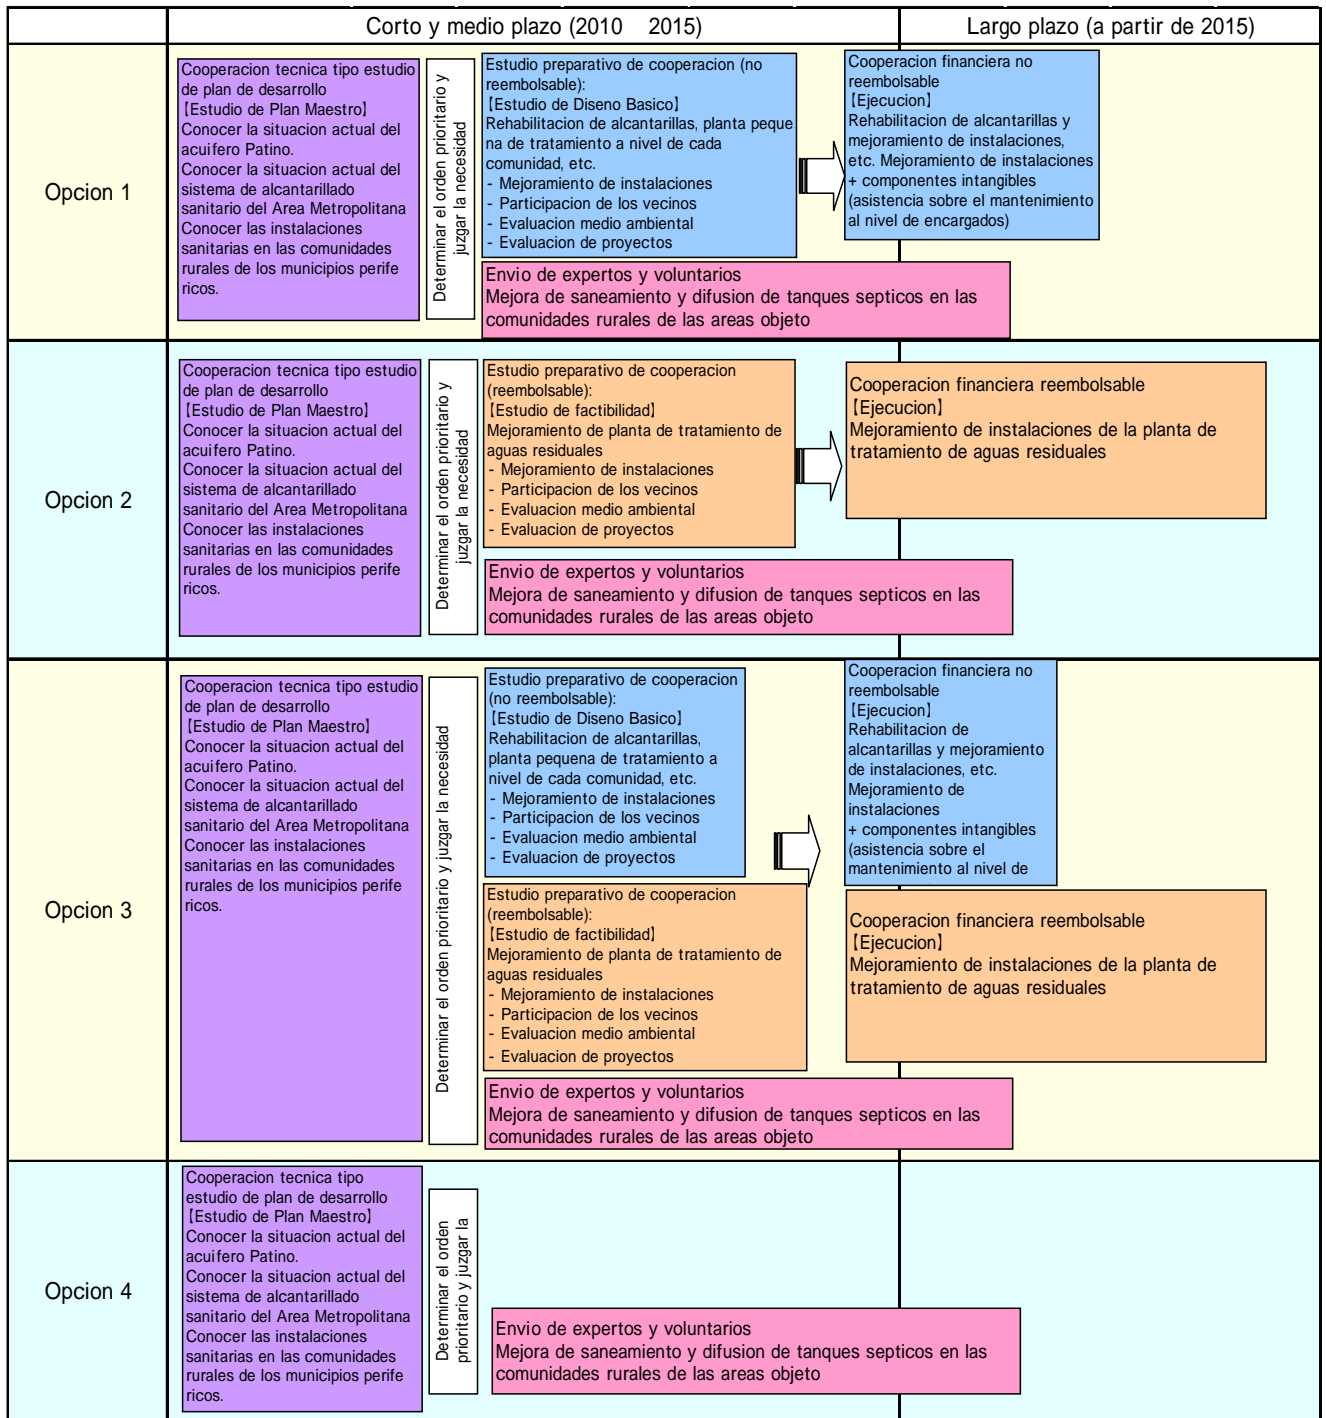 Corto y medio plazo (2010 2015)
Largo plazo (a partir de 2015)
Opcion 1
Cooperacion tecnica tipo estudio
de plan de desarrollo
【Estudio de Plan Maestro】
Conocer la situacion actual del
acuifero Patino.
Conocer la situacion actual del
sistema de alcantarillado
sanitario del Area Metropolitana
Conocer las instalaciones
sanitarias en las comunidades
rurales de los municipios perife
ricos.
Determinar el orden prioritario y
juzgar la necesidad
Estudio preparativo de cooperacion (no
reembolsable):
【Estudio de Diseno Basico】
Rehabilitacion de alcantarillas, planta peque
na de tratamiento a nivel de cada
comunidad, etc.
- Mejoramiento de instalaciones
- Participacion de los vecinos
- Evaluacion medio ambiental
- Evaluacion de proyectos
Cooperacion financiera no
reembolsable
【Ejecucion】
Rehabilitacion de alcantarillas y
mejoramiento de instalaciones,
etc. Mejoramiento de instalaciones
+ componentes intangibles
(asistencia sobre el mantenimiento
al nivel de encargados)
Envio de expertos y voluntarios
Mejora de saneamiento y difusion de tanques septicos en las
comunidades rurales de las areas objeto
Opcion 2
Cooperacion tecnica tipo estudio
de plan de desarrollo
【Estudio de Plan Maestro】
Conocer la situacion actual del
acuifero Patino.
Conocer la situacion actual del
sistema de alcantarillado
sanitario del Area Metropolitana
Conocer las instalaciones
sanitarias en las comunidades
rurales de los municipios perife
ricos.
Determinar el orden prioritario y
juzgar la necesidad
Estudio preparativo de cooperacion
(reembolsable):
【Estudio de factibilidad】
Mejoramiento de planta de tratamiento de
aguas residuales
- Mejoramiento de instalaciones
- Participacion de los vecinos
- Evaluacion medio ambiental
- Evaluacion de proyectos
Cooperacion financiera reembolsable
【Ejecucion】
Mejoramiento de instalaciones de la planta de
tratamiento de aguas residuales
Envio de expertos y voluntarios
Mejora de saneamiento y difusion de tanques septicos en las
comunidades rurales de las areas objeto
Opcion 3
Cooperacion tecnica tipo estudio
de plan de desarrollo
【Estudio de Plan Maestro】
Conocer la situacion actual del
acuifero Patino.
Conocer la situacion actual del
sistema de alcantarillado
sanitario del Area Metropolitana
Conocer las instalaciones
sanitarias en las comunidades
rurales de los municipios perife
ricos.
Determinar el orden prioritario y juzgar la necesidad
Estudio preparativo de cooperacion
(no reembolsable):
【Estudio de Diseno Basico】
Rehabilitacion de alcantarillas,
planta pequena de tratamiento a
nivel de cada comunidad, etc.
- Mejoramiento de instalaciones
- Participacion de los vecinos
- Evaluacion medio ambiental
- Evaluacion de proyectos
Cooperacion financiera no
reembolsable
【Ejecucion】
Rehabilitacion de
alcantarillas y mejoramiento
de instalaciones, etc.
Mejoramiento de
instalaciones
+ componentes intangibles
(asistencia sobre el
mantenimiento al nivel de
Estudio preparativo de cooperacion
(reembolsable):
【Estudio de factibilidad】
Mejoramiento de planta de tratamiento de
aguas residuales
- Mejoramiento de instalaciones
- Participacion de los vecinos
- Evaluacion medio ambiental
- Evaluacion de proyectos
Cooperacion financiera reembolsable
【Ejecucion】
Mejoramiento de instalaciones de la planta de
tratamiento de aguas residuales
Envio de expertos y voluntarios
Mejora de saneamiento y difusion de tanques septicos en las
comunidades rurales de las areas objeto
Opcion 4
Cooperacion tecnica tipo
estudio de plan de desarrollo
【Estudio de Plan Maestro】
Conocer la situacion actual del
acuifero Patino.
Conocer la situacion actual del
sistema de alcantarillado
sanitario del Area Metropolitana
Conocer las instalaciones
sanitarias en las comunidades
rurales de los municipios perife
ricos.
Determinar el orden
prioritario y juzgar la
Envio de expertos y voluntarios
Mejora de saneamiento y difusion de tanques septicos en las
comunidades rurales de las areas objeto